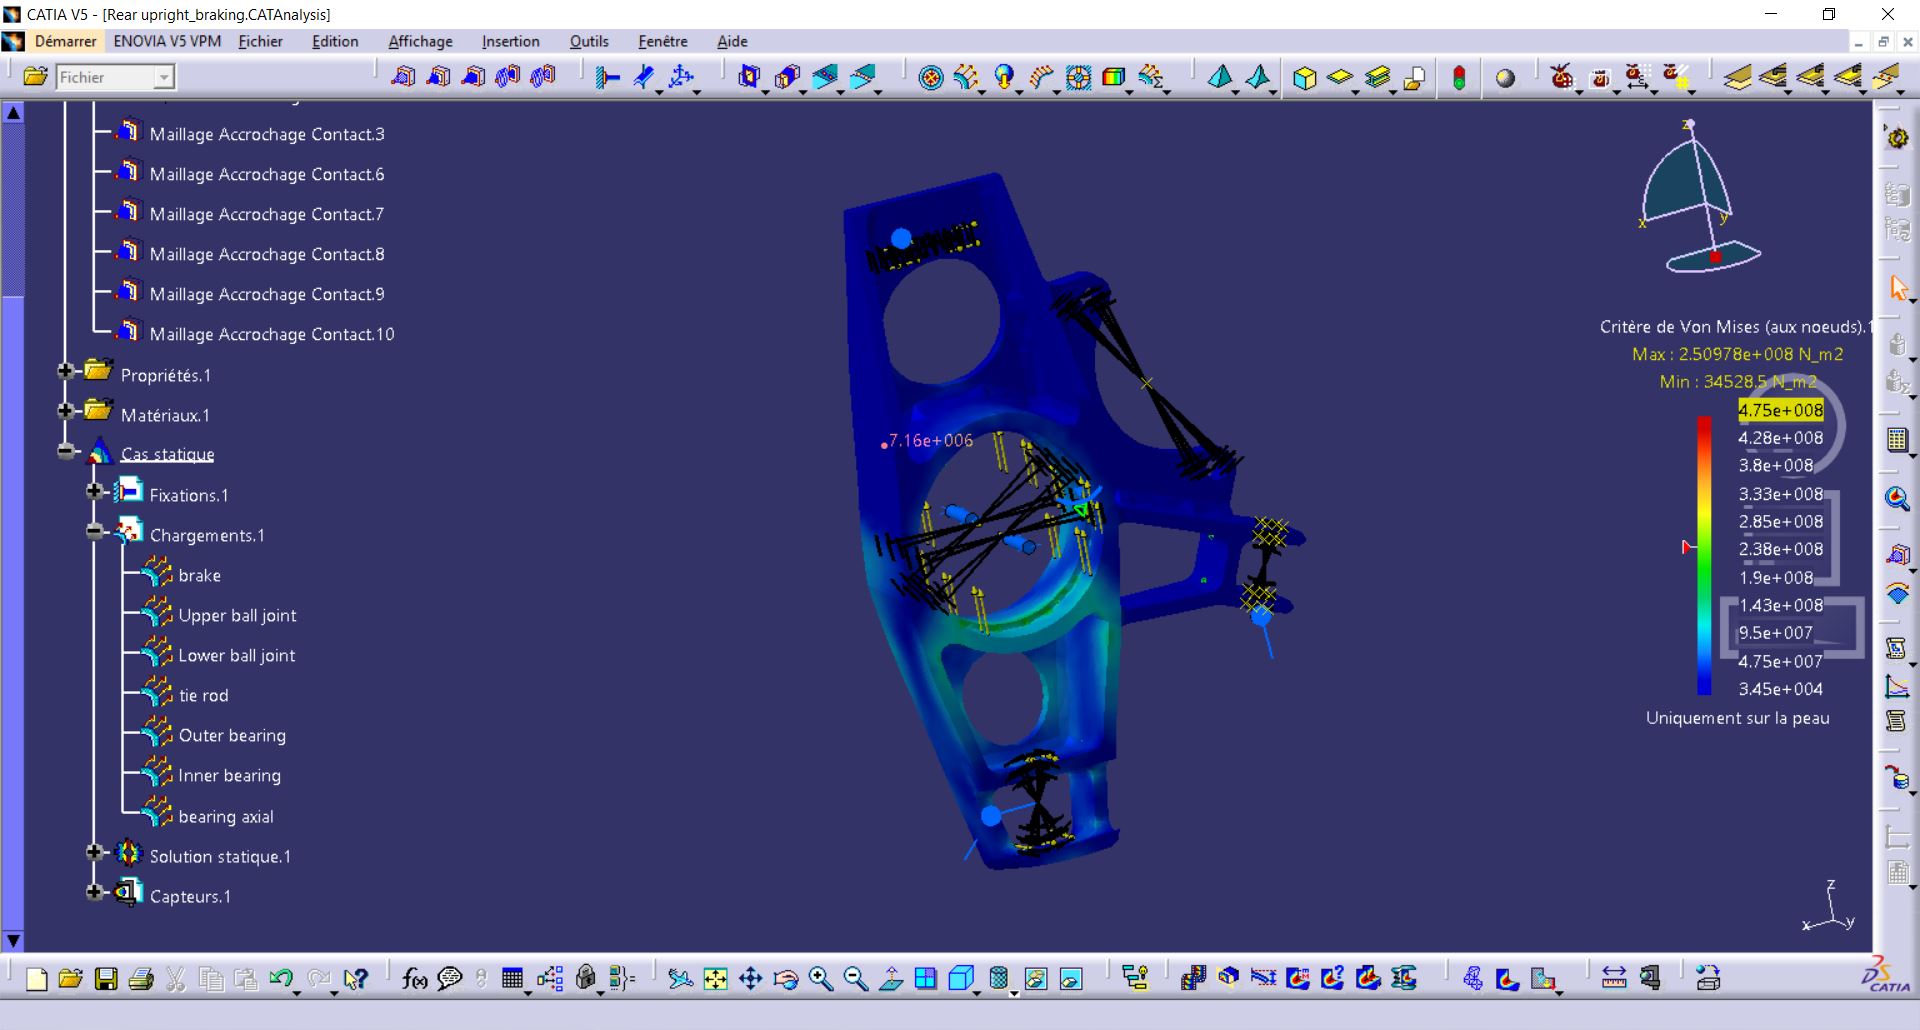 CATIA V5 - [Rear upright_braking.CATAnalysis]
Démarrer ENOVIA V5 VPM Fichier Edition Affichage Insertion Outils Fenêtre Aide
Fichier
Maillage Accrochage Contact.3
Maillage Accrochage Contact.6
Maillage Accrochage Contact.7
Maillage Accrochage Contact.8
Maillage Accrochage Contact.9
Maillage Accrochage Contact.10
Propriétés.1
Matériaux.1
Cas statique
Fixations.1
Chargements.1
brake
Upper ball joint
Lower ball joint
tie rod
Outer bearing
Inner bearing
bearing axial
Solution statique.1
Capteurs.1
7.16e+006
z
x
y
Critère de Von Mises (aux noeuds).1
Max : 2.50978e+008 N_m2
Min : 34528.5 N_m2
4.75e+008
4.28e+008
3.8e+008
3.33e+008
2.85e+008
2.38e+008
1.9e+008
1.43e+008
9.5e+007
4.75e+007
3.45e+004
Uniquement sur la peau
z
x
y
f(x)
CATIA